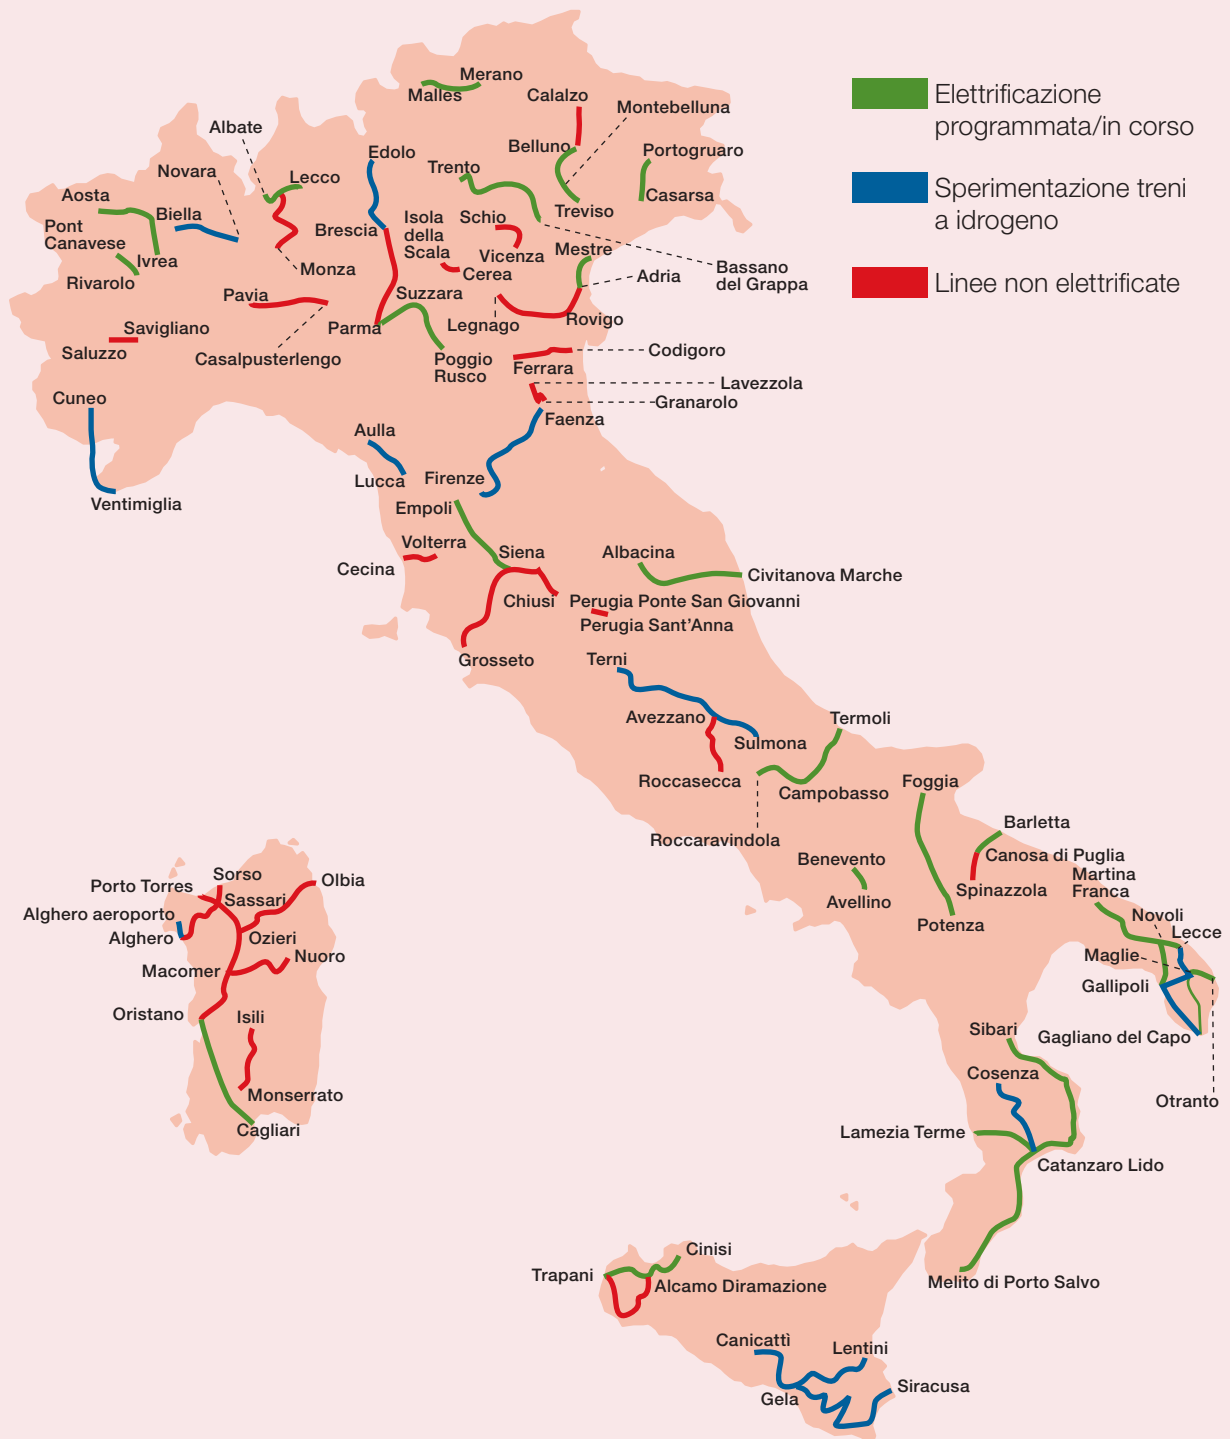 Elettrificazione
programmata/in corso
Sperimentazione treni
a idrogeno
Linee non elettrificate
Merano
Malles
Calalzo
Montebelluna
Albate
Belluno
Portogruaro
Edolo
Trento
Novara
Lecco
Aosta
Casarsa
Biella
Treviso
Isola
della
Scala
Schio
Pont
Canavese
Brescia
Mestre
Vicenza
Ivrea
Monza
Cerea
Bassano
del Grappa
Adria
Rivarolo
Pavia
Suzzara
Savigliano
Parma
Legnago
Rovigo
Saluzzo
Casalpusterlengo
Poggio
Rusco
Ferrara
Codigoro
Lavezzola
Cuneo
Granarolo
Faenza
Aulla
Lucca
Firenze
Ventimiglia
Empoli
Volterra
Siena
Albacina
Cecina
Civitanova Marche
Chiusi
Perugia Ponte San Giovanni
Perugia Sant'Anna
Grosseto
Terni
Avezzano
Termoli
Sulmona
Roccasecca
Campobasso
Foggia
Barletta
Roccaravindola
Canosa di Puglia
Benevento
Martina
Franca
Spinazzola
Avellino
Novoli
Potenza
Lecce
Maglie
Gallipoli
Sorso
Olbia
Porto Torres
Sassari
Alghero aeroporto
Alghero
Ozieri
Nuoro
Macomer
Oristano
Isili
Monserrato
Cagliari
Sibari
Gagliano del Capo
Cosenza
Otranto
Lamezia Terme
Catanzaro Lido
Cinisi
Trapani
Alcamo Diramazione
Melito di Porto Salvo
Canicattì
Lentini
Gela
Siracusa